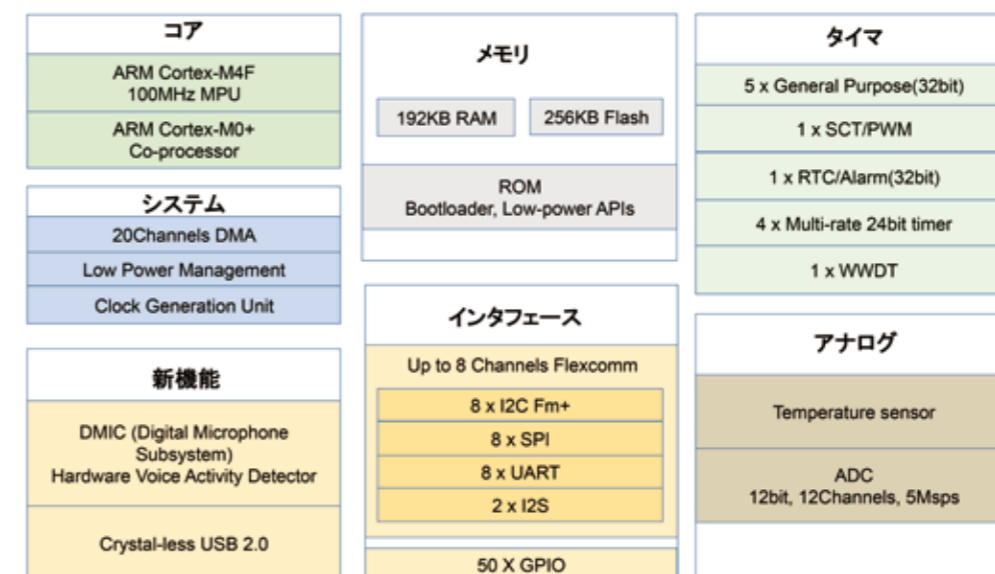 コア
ARM Cortex-M4F
100MHz MPU
ARM Cortex-M0+
Co-processor
システム
20Channels DMA
Low Power Management
Clock Generation Unit
新機能
DMIC (Digital Microphone
Subsystem)
Hardware Voice Activity Detector
Crystal-less USB 2.0
メモリ
192KB RAM
256KB Flash
ROM
Bootloader, Low-power APIs
インタフェース
Up to 8 Channels Flexcomm
8 x I2C Fm+
8 x SPI
8 x UART
2 x I2S
50 X GPIO
タイマ
5 x General Purpose(32bit)
1 x SCT/PWM
1 x RTC/Alarm(32bit)
4 x Multi-rate 24bit timer
1 x WWDT
アナログ
Temperature sensor
ADC
12bit, 12Channels, 5Msps